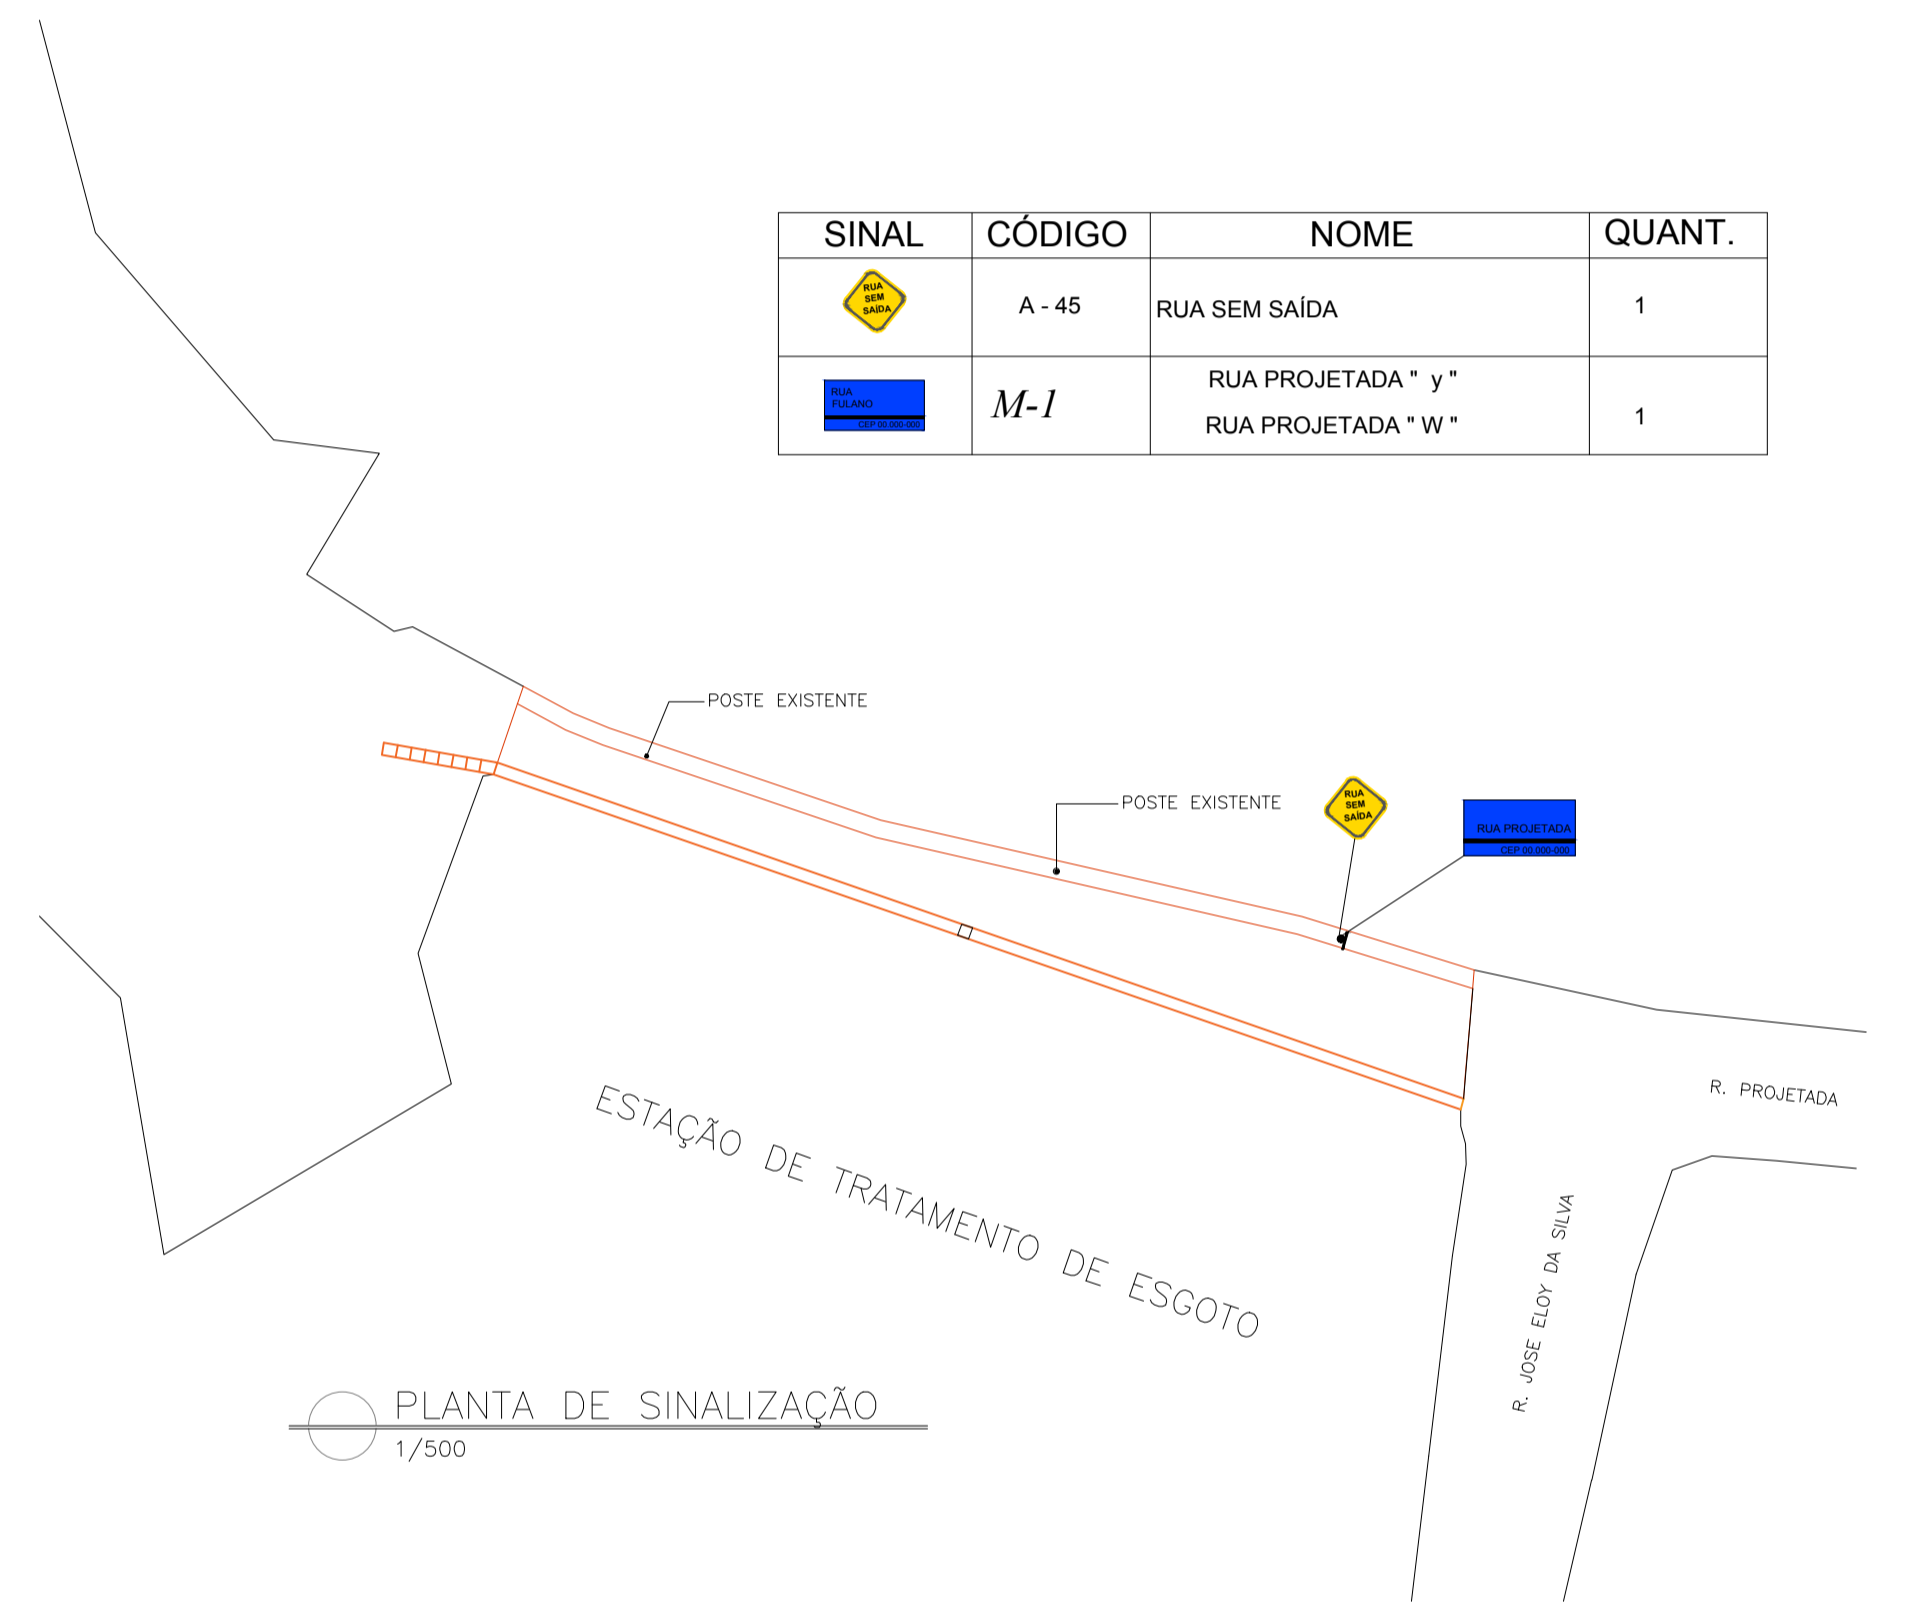 SINAL CÓDIGO NOME QUANT.
RUA
SEM
SAÍDA
A - 45
RUA SEM SAÍDA
1
RUA
FULANO
CEP 00.000-000
M-1
RUA PROJETADA " y "
RUA PROJETADA " W "
1
POSTE EXISTENTE
POSTE EXISTENTE
RUA
SEM
SAÍDA
RUA PROJETADA
CEP 00.000-000
R. PROJETADA
R. JOSE ELOY DA SILVA
ESTAÇÃO DE TRATAMENTO DE ESGOTO
PLANTA DE SINALIZAÇÃO
1/500